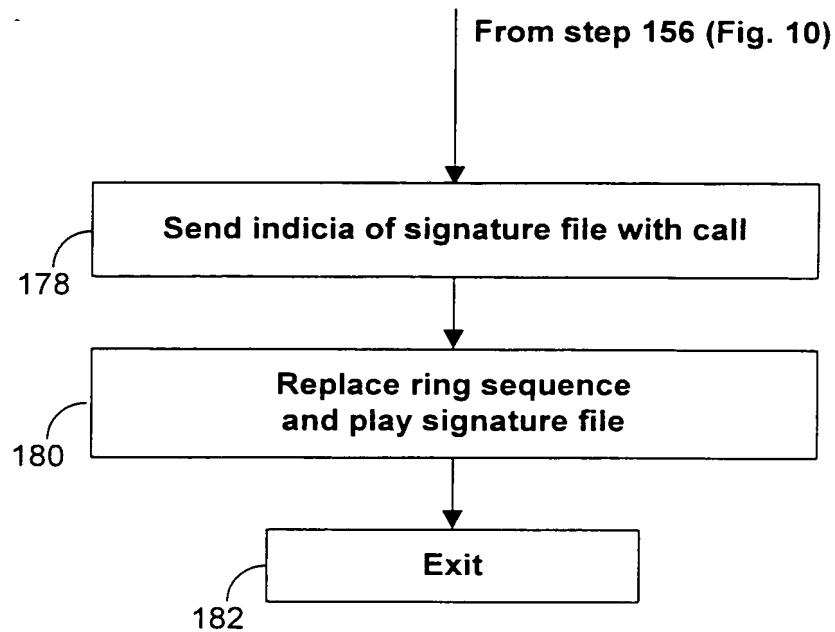 From step 156 (Fig. 10)
Send indicia of signature file with call
178
Replace ring sequence
and play signature file
180
Exit
182